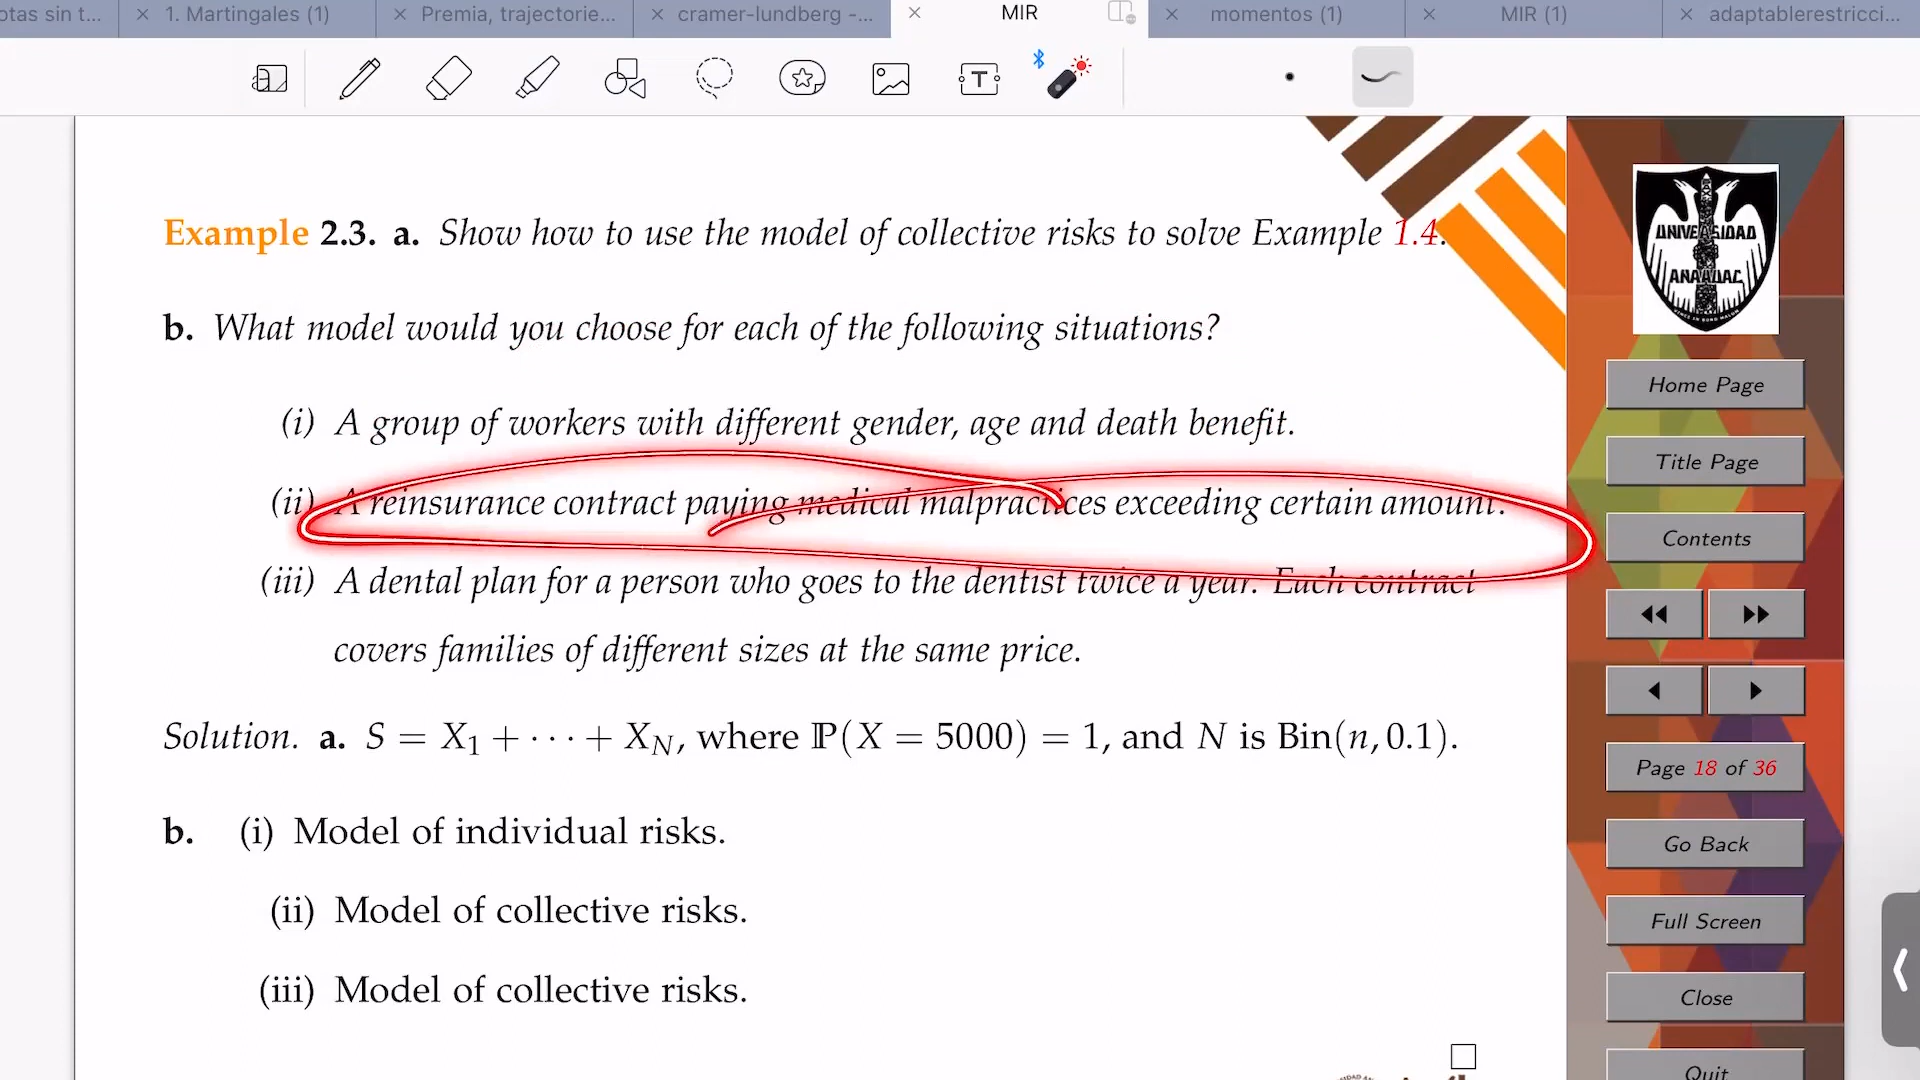 otas sin t...
1. Martingales (1)
Premia, trajectorie...
cramer-lundberg -...
MIR
momentos (1)
MIR (1)
adaptablerestricci...
Example 2.3. a. Show how to use the model of collective risks to solve Example 1.4.
b. What model would you choose for each of the following situations?
(i) A group of workers with different gender, age and death benefit.
(ii) A reinsurance contract paying medical malpractices exceeding certain amount.
(iii) A dental plan for a person who goes to the dentist twice a year. Each contract
covers families of different sizes at the same price.
Solution. a. S = X₁ + · · · + X_N, where ℙ(X = 5000) = 1, and N is Bin(n, 0.1).
b. (i) Model of individual risks.
(ii) Model of collective risks.
(iii) Model of collective risks.
UNIVERSIDAD
ANAHUAC
Home Page
Title Page
Contents
Page 18 of 36
Go Back
Full Screen
Close
Quit